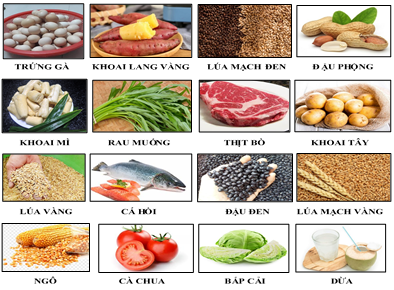 TRỨNG GÀ KHOAI LANG VÀNG LÚA MẠCH ĐEN ĐẬU PHỘNG
KHOAI MÌ RAU MUỐNG THỊT BÒ KHOAI TÂY
LÚA VÀNG CÁ HỒI ĐẬU ĐEN LÚA MẠCH VÀNG
NGÔ CÀ CHUA BẮP CẢI DỪA